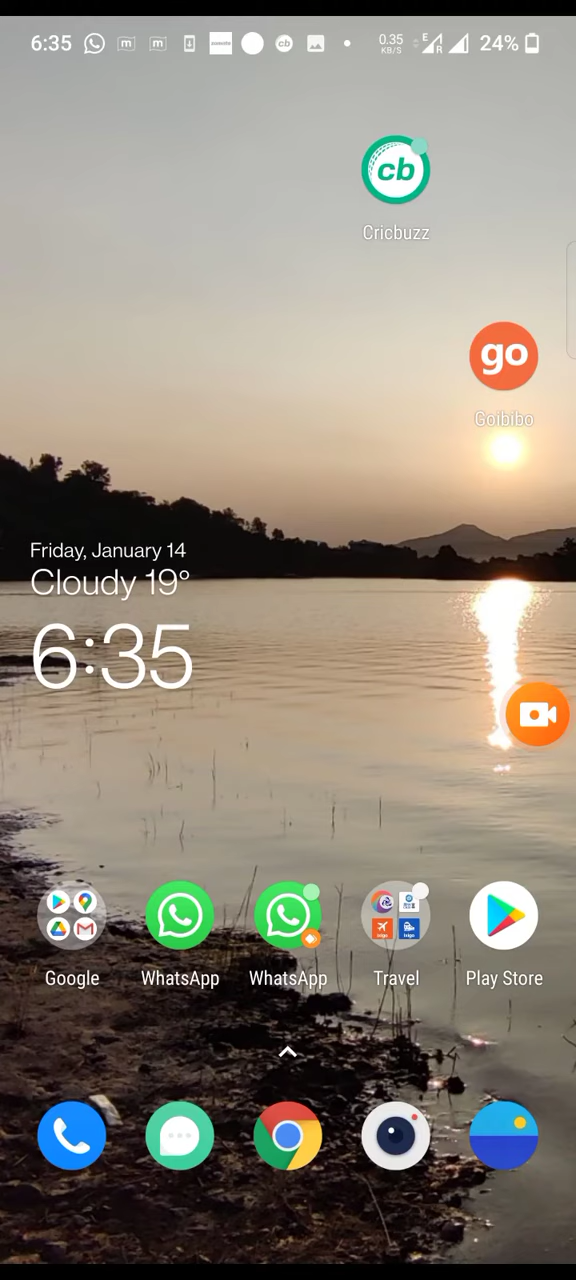 6:35
0.35
KB/S
E
R
24%
cb
Cricbuzz
go
Goibibo
Friday, January 14
Cloudy 19°
6:35
Google
WhatsApp
WhatsApp
Travel
Play Store